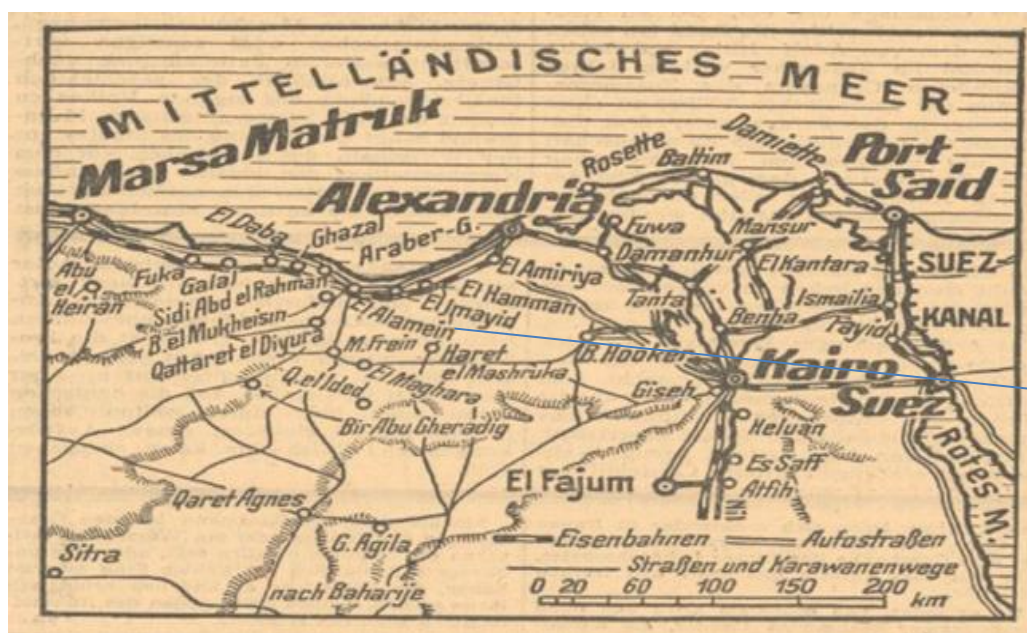 MITTELLÄNDISCHES MEER
Marsa Matruk
Alexandria
Rosette
Baltim
Damiette
Port
Said
El Daba
Ghazal
Araber-G.
Fuwa
Mansur
Abu
el
Keiran
Fuka
Galal
Sidi Abd el Rahman
El Amiriya
Damanhur
El Kantara
SUEZ
B. el Mukheisin
El Alamein
El Jmayid
El Hamman
Tanta
Ismailia
KANAL
Qattaret el Diyura
M. Frein
Haret
el Mashruka
B. Hooker
Benha
Fayid
Q. el Ided
El Maghara
Giseh
Kairo
Suez
Bir Abu Gheradig
Heluan
Es Saff
El Fajum
Atfih
Nil
Rotes M.
Qaret Agnes
Sitra
G. Agila
nach Baharije
Eisenbahnen
Autostraßen
Straßen und Karawanenwege
0 20 60 100 150 200
km